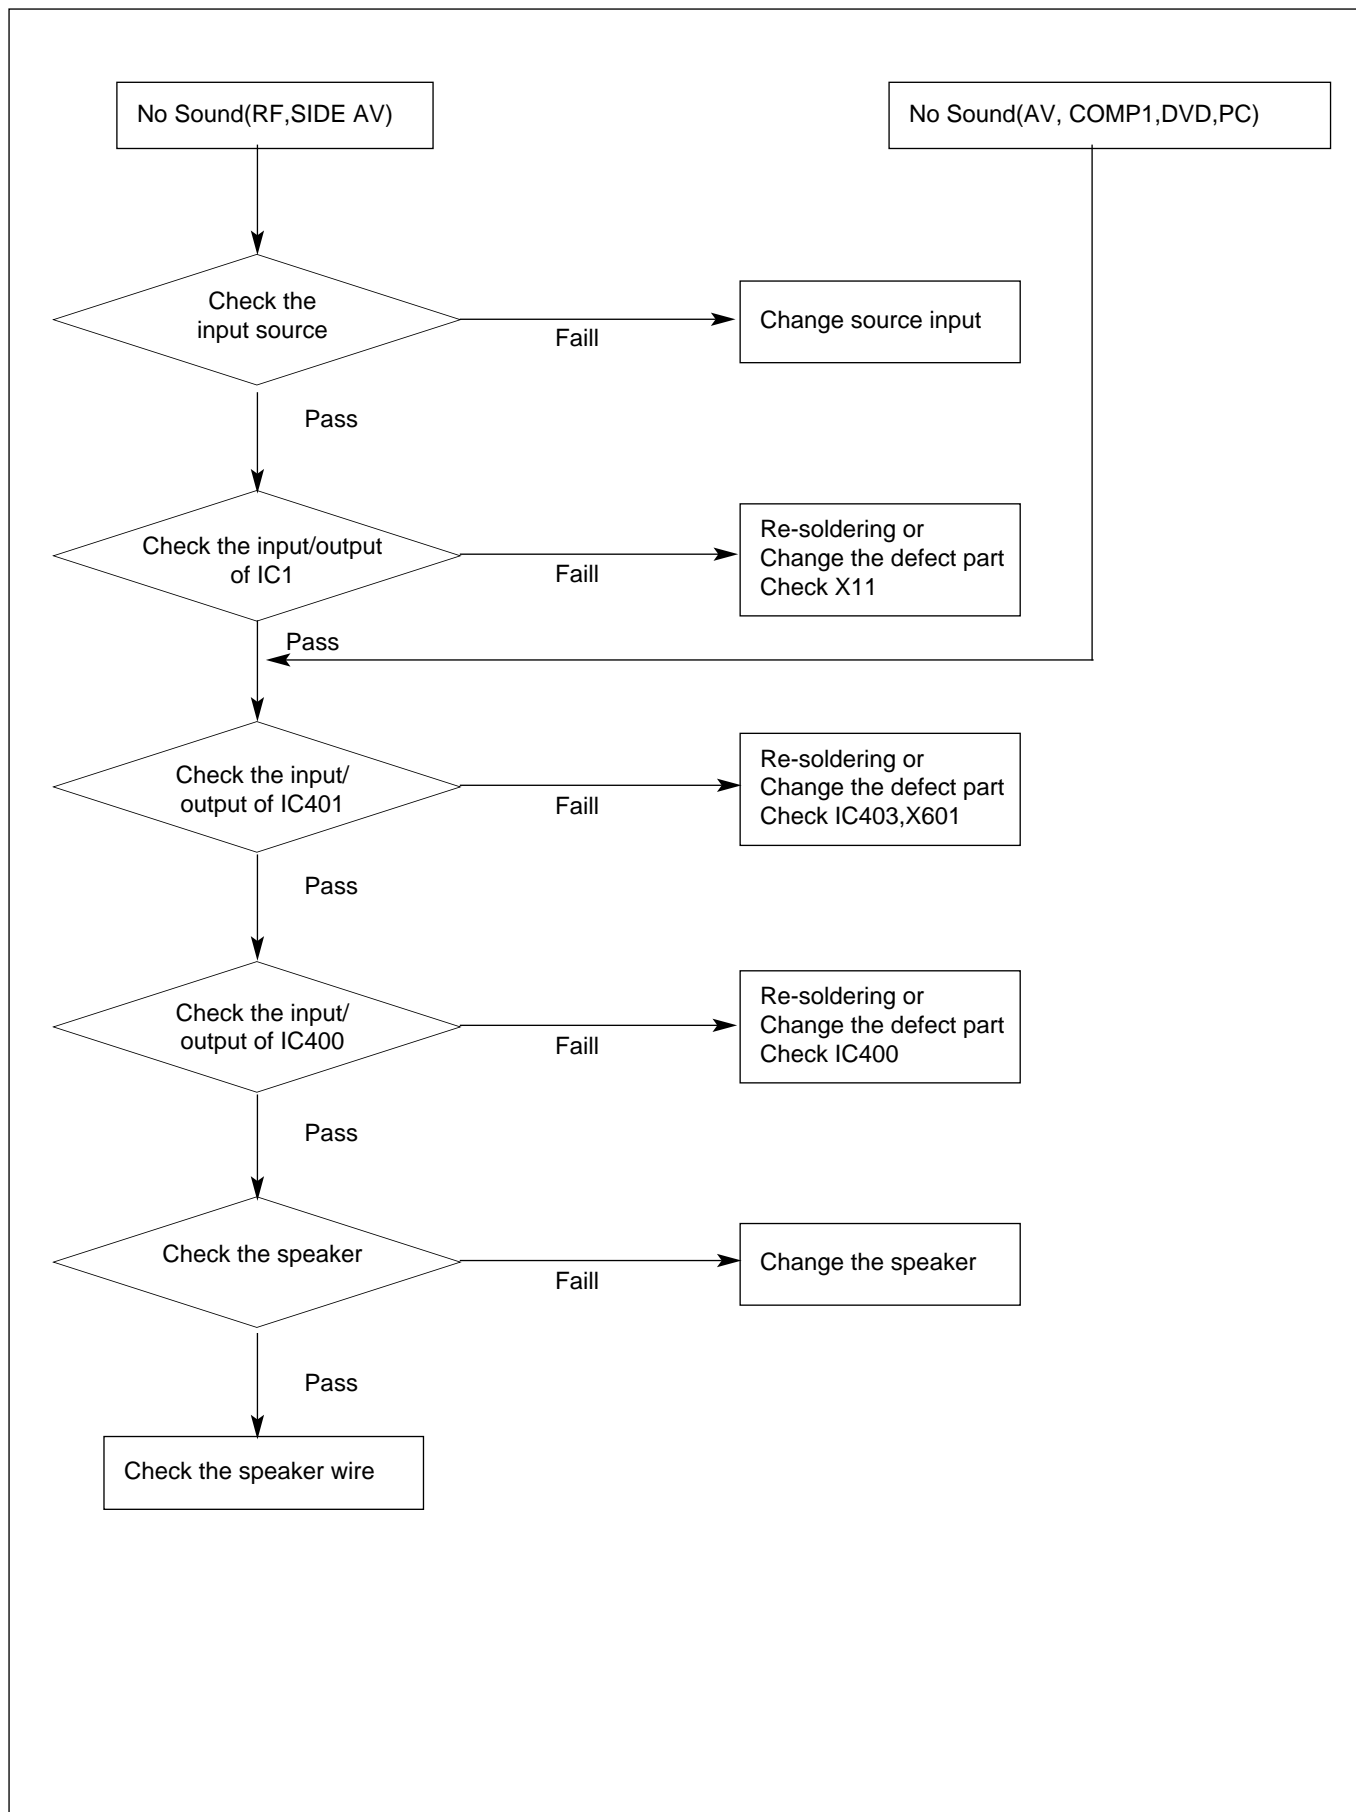 No Sound(RF,SIDE AV)
No Sound(AV, COMP1,DVD,PC)
Check the
input source
Faill
Change source input
Pass
Check the input/output
of IC1
Faill
Re-soldering or
Change the defect part
Check X11
Pass
Check the input/
output of IC401
Faill
Re-soldering or
Change the defect part
Check IC403,X601
Pass
Check the input/
output of IC400
Faill
Re-soldering or
Change the defect part
Check IC400
Pass
Check the speaker
Faill
Change the speaker
Pass
Check the speaker wire